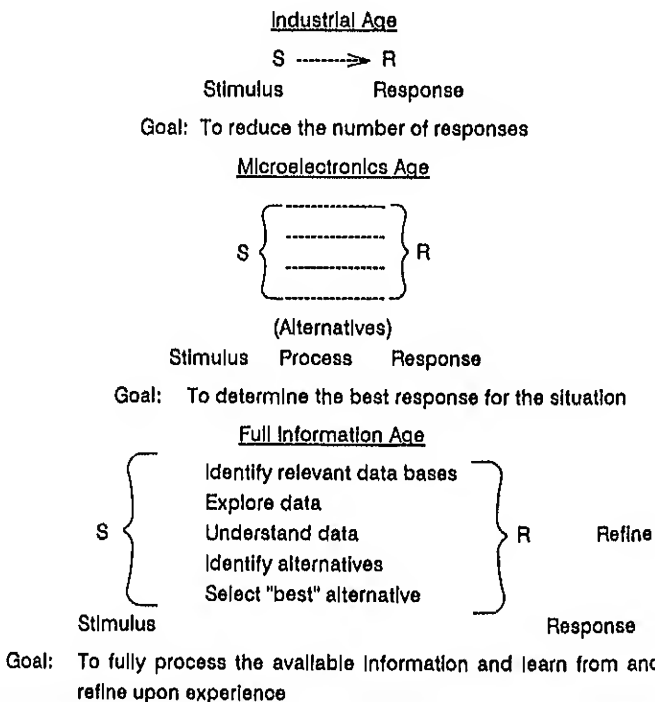 Industrial Age
S R
Stimulus Response
Goal: To reduce the number of responses
Microelectronics Age
S R
(Alternatives)
Stimulus Process Response
Goal: To determine the best response for the situation
Full Information Age
Identify relevant data bases
Explore data
S Understand data R Refine
Identify alternatives
Select "best" alternative
Stimulus Response
Goal: To fully process the available information and learn from and
refine upon experience